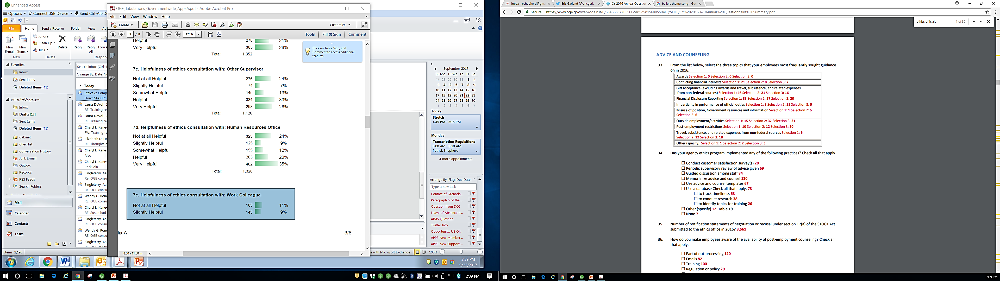 Enhanced Access
Options Connect USB Device Send Ctrl-Alt-De
File Home Send / Receive Folder View Ad
New E-mail New Items Ignore Clean Up Junk Delete Reply Reply All Forwa
New Delete Respon
Favorites
Inbox
Sent Items
Deleted Items (41)
pshephe@oge.gov
Inbox
Drafts [17]
Sent Items
Deleted Items (41)
Cabinet
Checklist
Conversation History
Junk E-mail
Outbox
Records
RSS Feeds
Search Folders
Mail
Calendar
Contacts
Tasks
Items: 2,190
Search Inbox (Ctrl+E
Arrange By: Date Ne
Today
Ethics & Comp
Don't Miss ECI
Laura DeVol 2
RE: Training re
Laura DeVol 2
RE: Training re
Cheryl L. Kane-
FW: Training re
Elizabeth D. Ho
RE: Thoughts o
Cheryl L. Kane-
Also
Cheryl L. Kane-
Pork loin
Singleterry, Aar
Re: OGE consu
Singleterry, Aar
Re: OGE consu
Wendy G. Pond
RE: OGE consu
Cheryl L. Kane-
RE: Susan had
Singleterry, Aar
RE: OGE consu
Wendy G. Pond
RE: OGE consu
Singleterry, Aar
OGE_Tabulations_Governmentwide_AppxA.pdf - Adobe Acrobat Pro
File Edit View Window Help
Create Customize
3 / 8 125% Tools Fill & Sign Comment
Click on Tools, Sign, and
Comment to access additional
features.
Helpful 278 21%
Very Helpful 385 28%
Total: 1,352
7c. Helpfulness of ethics consultation with: Other Supervisor
Not at all Helpful 276 24%
Slightly Helpful 74 7%
Somewhat Helpful 145 13%
Helpful 334 30%
Very Helpful 298 26%
Total: 1,126
7d. Helpfulness of ethics consultation with: Human Resources Office
Not at all Helpful 323 24%
Slightly Helpful 125 9%
Somewhat Helpful 155 12%
Helpful 263 20%
Very Helpful 462 35%
Total: 1,328
7e. Helpfulness of ethics consultation with: Work Colleague
Not at all Helpful 183 11%
Slightly Helpful 143 9%
lix A 3/8
8.50 x 11.00 in
September 2017
Su Mo Tu We Th Fr Sa
27 28 29 30 31 1 2
3 4 5 6 7 8 9
10 11 12 13 14 15 16
17 18 19 20 21 22 23
24 25 26 27 28 29 30
1 2 3 4 5 6 7
Today
Stretch
4:45 PM - 5:15 PM
Monday
Transcription Requisitions
8:00 AM - 8:30 AM
Patrick Shepherd
4 more appointments
Arrange By: Flag: Due Date
Type a new task
Contact of Grenada...
Paragraph 6 of the ...
Question from DOI
Leave of Absence a...
AIMS Question
Twitter Info
Opportunity: US Of...
APPE New Member...
APPE New Supporti...
e with Microsoft Exchange 100%
2:39 PM
9/22/2017
2:39 PM
Inbox - pshepherd@gm Eric Garland (@ericgarla CY 2016 Annual Questio ballers theme song - Go
Secure https://www.oge.gov/web/oge.nsf/0/3E4B683770E56F2A85258156005504F0/$FILE/CY%202016%20Annual%20Questionnaire%20Summary.pdf
ethics officials 1 of 30
ADVICE AND COUNSELING
33. From the list below, select the three topics that your employees most frequently sought guidance
on in 2016.
Awards Selection 1: 0 Selection 2: 0 Selection 3: 0
Conflicting financial interests Selection 1: 21 Selection 2: 8 Selection 3: 7
Gift acceptance (excluding awards and travel, subsistence, and related expenses
from non-federal sources) Selection 1: 46 Selection 2: 21 Selection 3: 16
Financial Disclosure Reporting Selection 1: 33 Selection 2: 27 Selection 3: 20
Impartiality in performance of official duties Selection 1: 3 Selection 2: 11 Selection 3: 5
Misuse of position, Government resources and information Selection 1: 1 Selection 2: 6
Selection 3: 6
Outside employment/activities Selection 1: 15 Selection 2: 37 Selection 3: 31
Post-employment restrictions Selection 1: 10 Selection 2: 12 Selection 3: 30
Travel, subsistence, and related expenses from non-federal sources Selection 1: 6
Selection 2: 12 Selection 3: 18
Other (specify) Selection 1: 1 Selection 2: 2 Selection 3: 5
34. Has your agency ethics program implemented any of the following practices? Check all that apply.
Conduct customer satisfaction survey(s) 20
Periodic supervisory review of advice given 69
Guided discussion among staff 84
Memorialize advice and counsel 120
Use advice and counsel templates 67
Use a database Check all that apply. 73
to track timeliness 63
to conduct research 38
to identify topics for training 26
Other (specify) 12 Table 19
None 7
35. Number of notification statements of negotiation or recusal under section 17(a) of the STOCK Act
submitted to the ethics office in 2016? 3,561
36. How do you make employees aware of the availability of post-employment counseling? Check all
that apply.
Part of out-processing 120
Emails 82
Training 100
Regulation or policy 29
2:39 PM